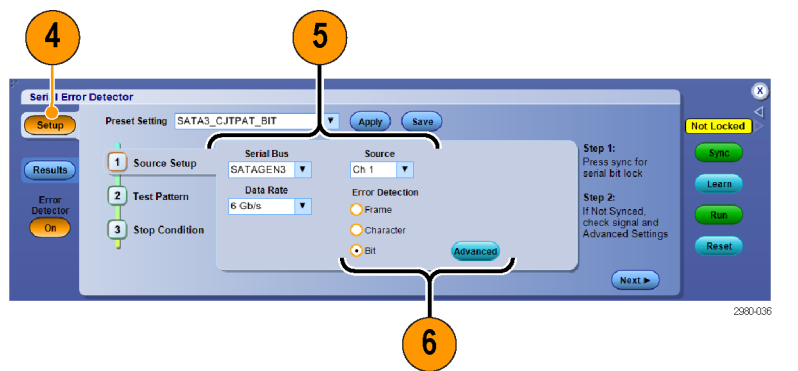 4
5
Serial Error Detector
X
Setup
Preset Setting
SATA3_CJTPAT_BIT
Apply
Save
Not Locked
1
Source Setup
Serial Bus
SATAGEN3
Source
Ch 1
Step 1:
Press sync for
serial bit lock
Sync
Results
2
Test Pattern
Data Rate
6 Gb/s
Error Detection
Frame
Step 2:
If Not Synced,
check signal and
Advanced Settings
Learn
Error
Detector
On
3
Stop Condition
Character
Bit
Advanced
Run
Reset
Next
2980-036
6